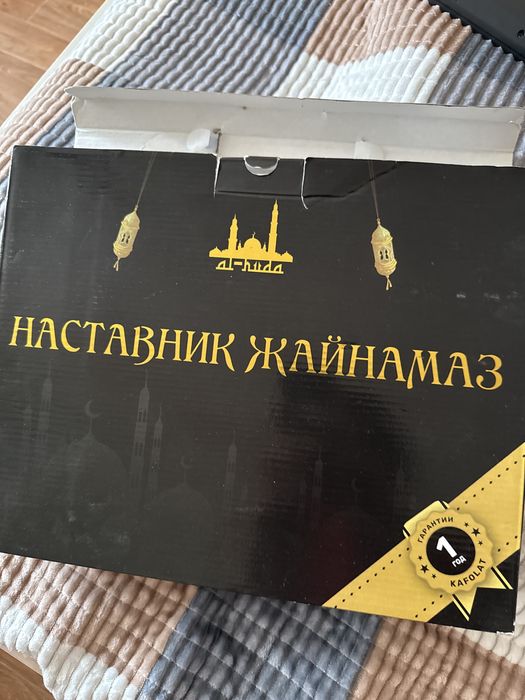 al-huda
НАСТАВНИК ЖАЙНАМАЗ
ГАРАНТИИ
1
ГОД
KAFOLAT